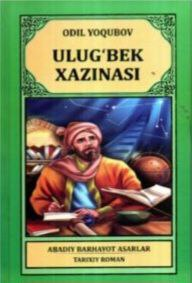 ODIL YOQUBOV
ULUG‘BEK
XAZINASI
ABADIY BARHAYOT ASARLAR
TARIXIY ROMAN